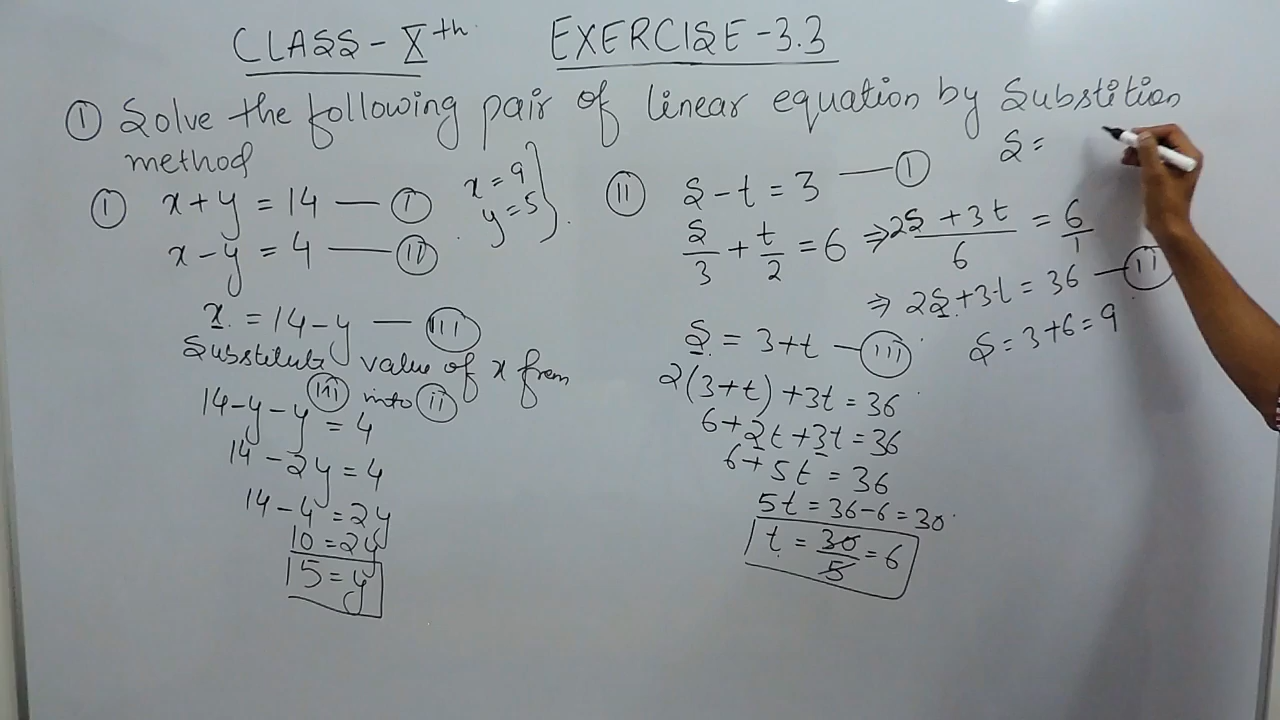 CLASS - Xth EXERCISE - 3.3
① Solve the following pair of linear equation by Substition
method
Ⓘ x + y = 14 — Ⓘ
x - y = 4 — Ⓘⓘ
x = 9
y = 5
x = 14 - y — (III)
Substitute value of x from
(III) into (II)
14 - y - y = 4
14 - 2y = 4
14 - 4 = 2y
10 = 2y
5 = y
(II) S - t = 3 — (I)
S/3 + t/2 = 6 ⇒ 2S + 3t/6 = 6/1
⇒ 2S + 3t = 36 — (II)
S = 3 + t — (III)
2(3 + t) + 3t = 36
6 + 2t + 3t = 36
6 + 5t = 36
5t = 36 - 6 = 30
t = 30/5 = 6
S = 3 + 6 = 9
S =